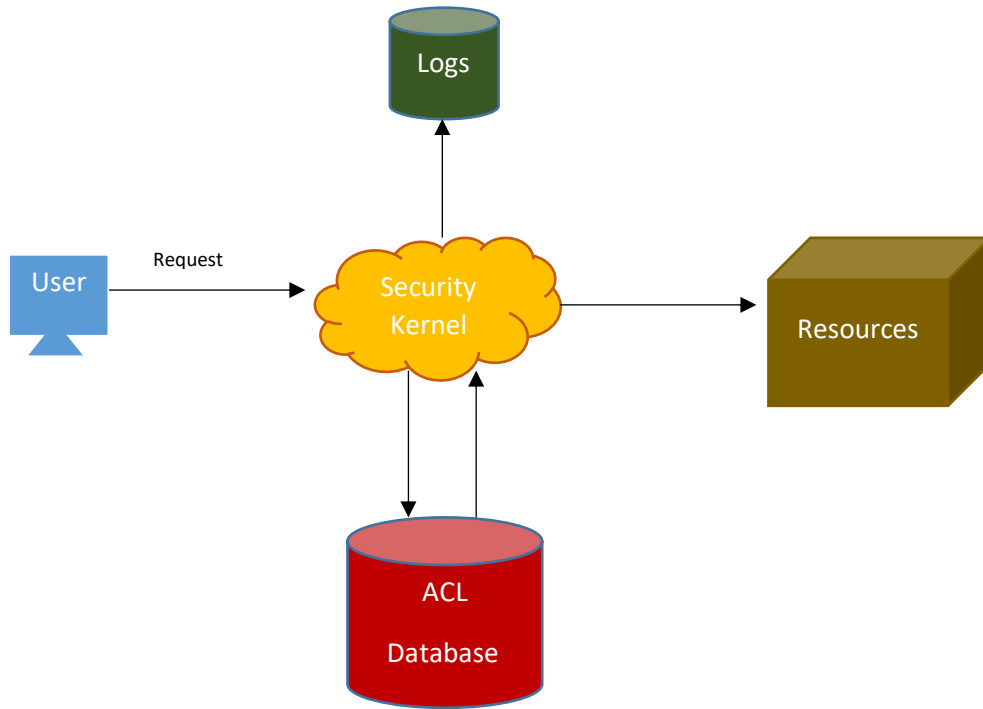 Logs
Request
User
Security
Kernel
Resources
ACL
Database